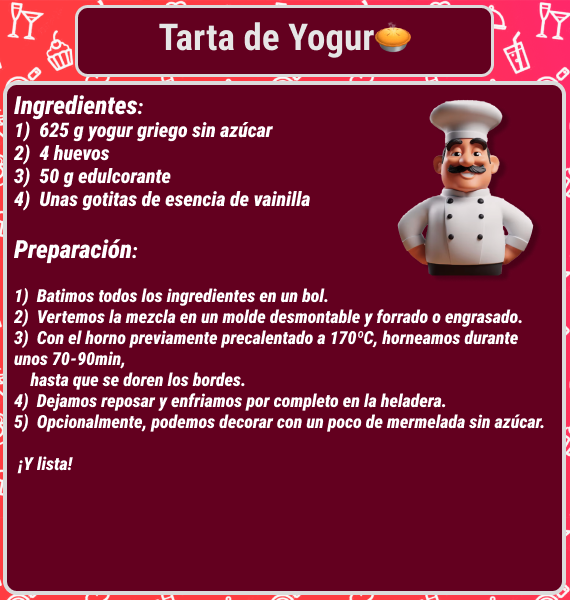 Tarta de Yogur🥧
Ingredientes:
1) 625 g yogur griego sin azúcar
2) 4 huevos
3) 50 g edulcorante
4) Unas gotitas de esencia de vainilla
Preparación:
1) Batimos todos los ingredientes en un bol.
2) Vertemos la mezcla en un molde desmontable y forrado o engrasado.
3) Con el horno previamente precalentado a 170ºC, horneamos durante
unos 70-90min,
hasta que se doren los bordes.
4) Dejamos reposar y enfriamos por completo en la heladera.
5) Opcionalmente, podemos decorar con un poco de mermelada sin azúcar.
¡Y lista!